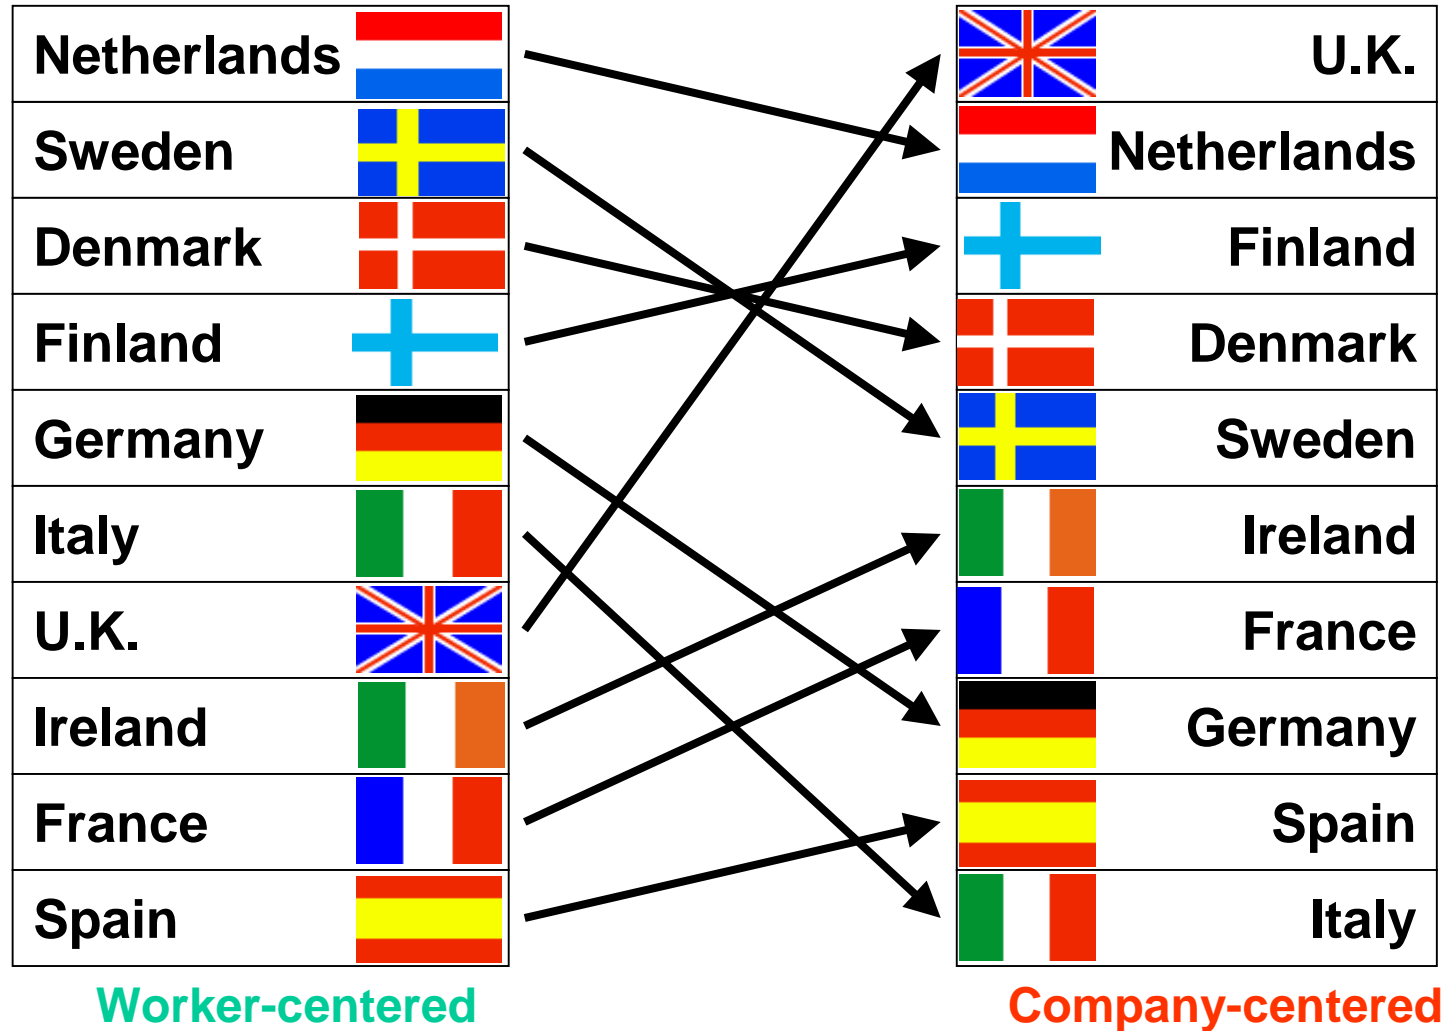 Netherlands
Sweden
Denmark
Finland
Germany
Italy
U.K.
Ireland
France
Spain
Worker-centered
U.K.
Netherlands
Finland
Denmark
Sweden
Ireland
France
Germany
Spain
Italy
Company-centered